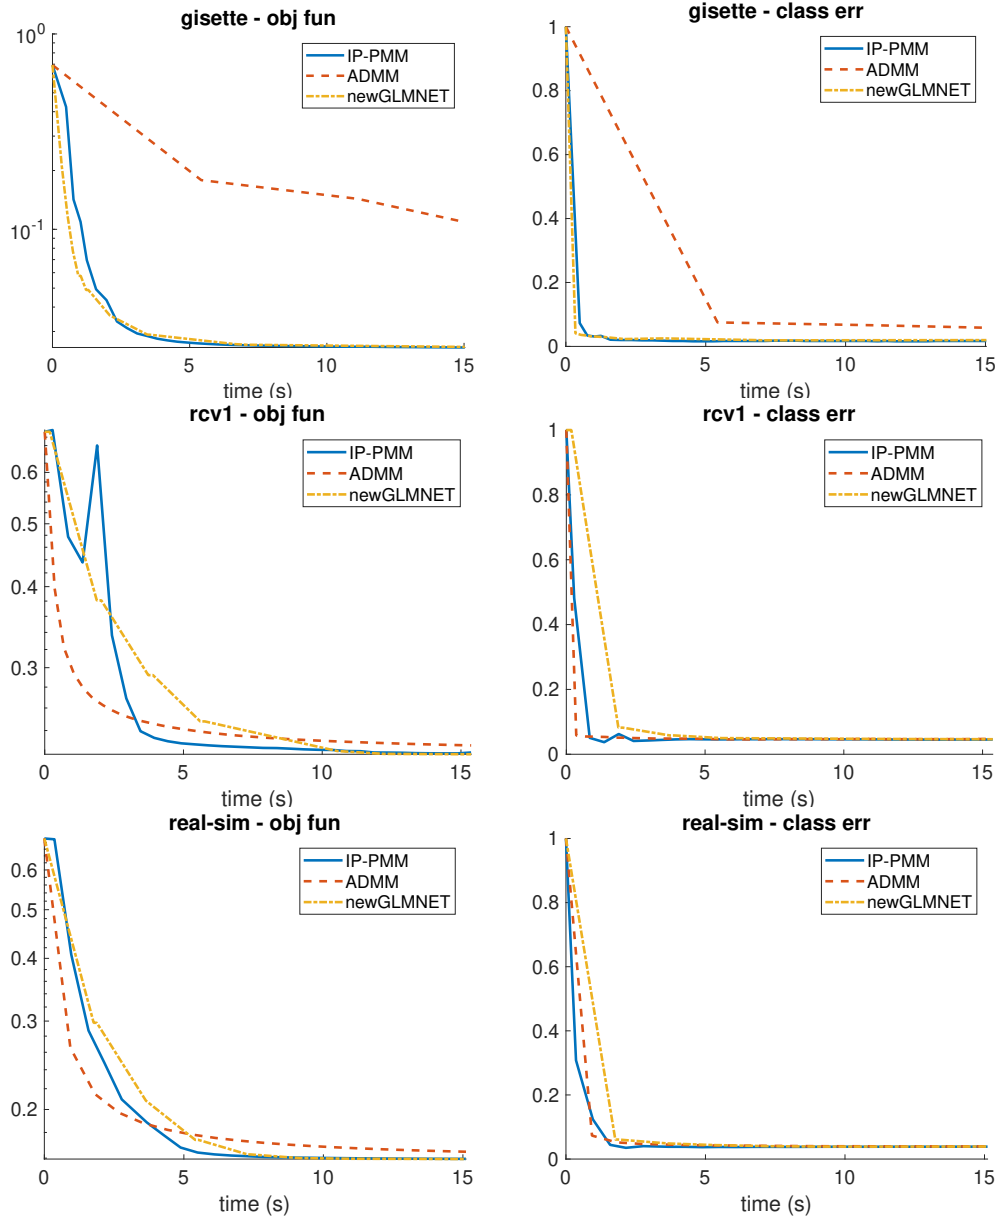 gisette - obj fun
10^0
10^-1
0
5
10
15
time (s)
IP-PMM
ADMM
newGLMNET
gisette - class err
1
0.8
0.6
0.4
0.2
0
0
5
10
15
time (s)
IP-PMM
ADMM
newGLMNET
rcv1 - obj fun
0.6
0.5
0.4
0.3
0
5
10
15
time (s)
IP-PMM
ADMM
newGLMNET
rcv1 - class err
1
0.8
0.6
0.4
0.2
0
0
5
10
15
time (s)
IP-PMM
ADMM
newGLMNET
real-sim - obj fun
0.6
0.5
0.4
0.3
0.2
0
5
10
15
time (s)
IP-PMM
ADMM
newGLMNET
real-sim - class err
1
0.8
0.6
0.4
0.2
0
0
5
10
15
time (s)
IP-PMM
ADMM
newGLMNET